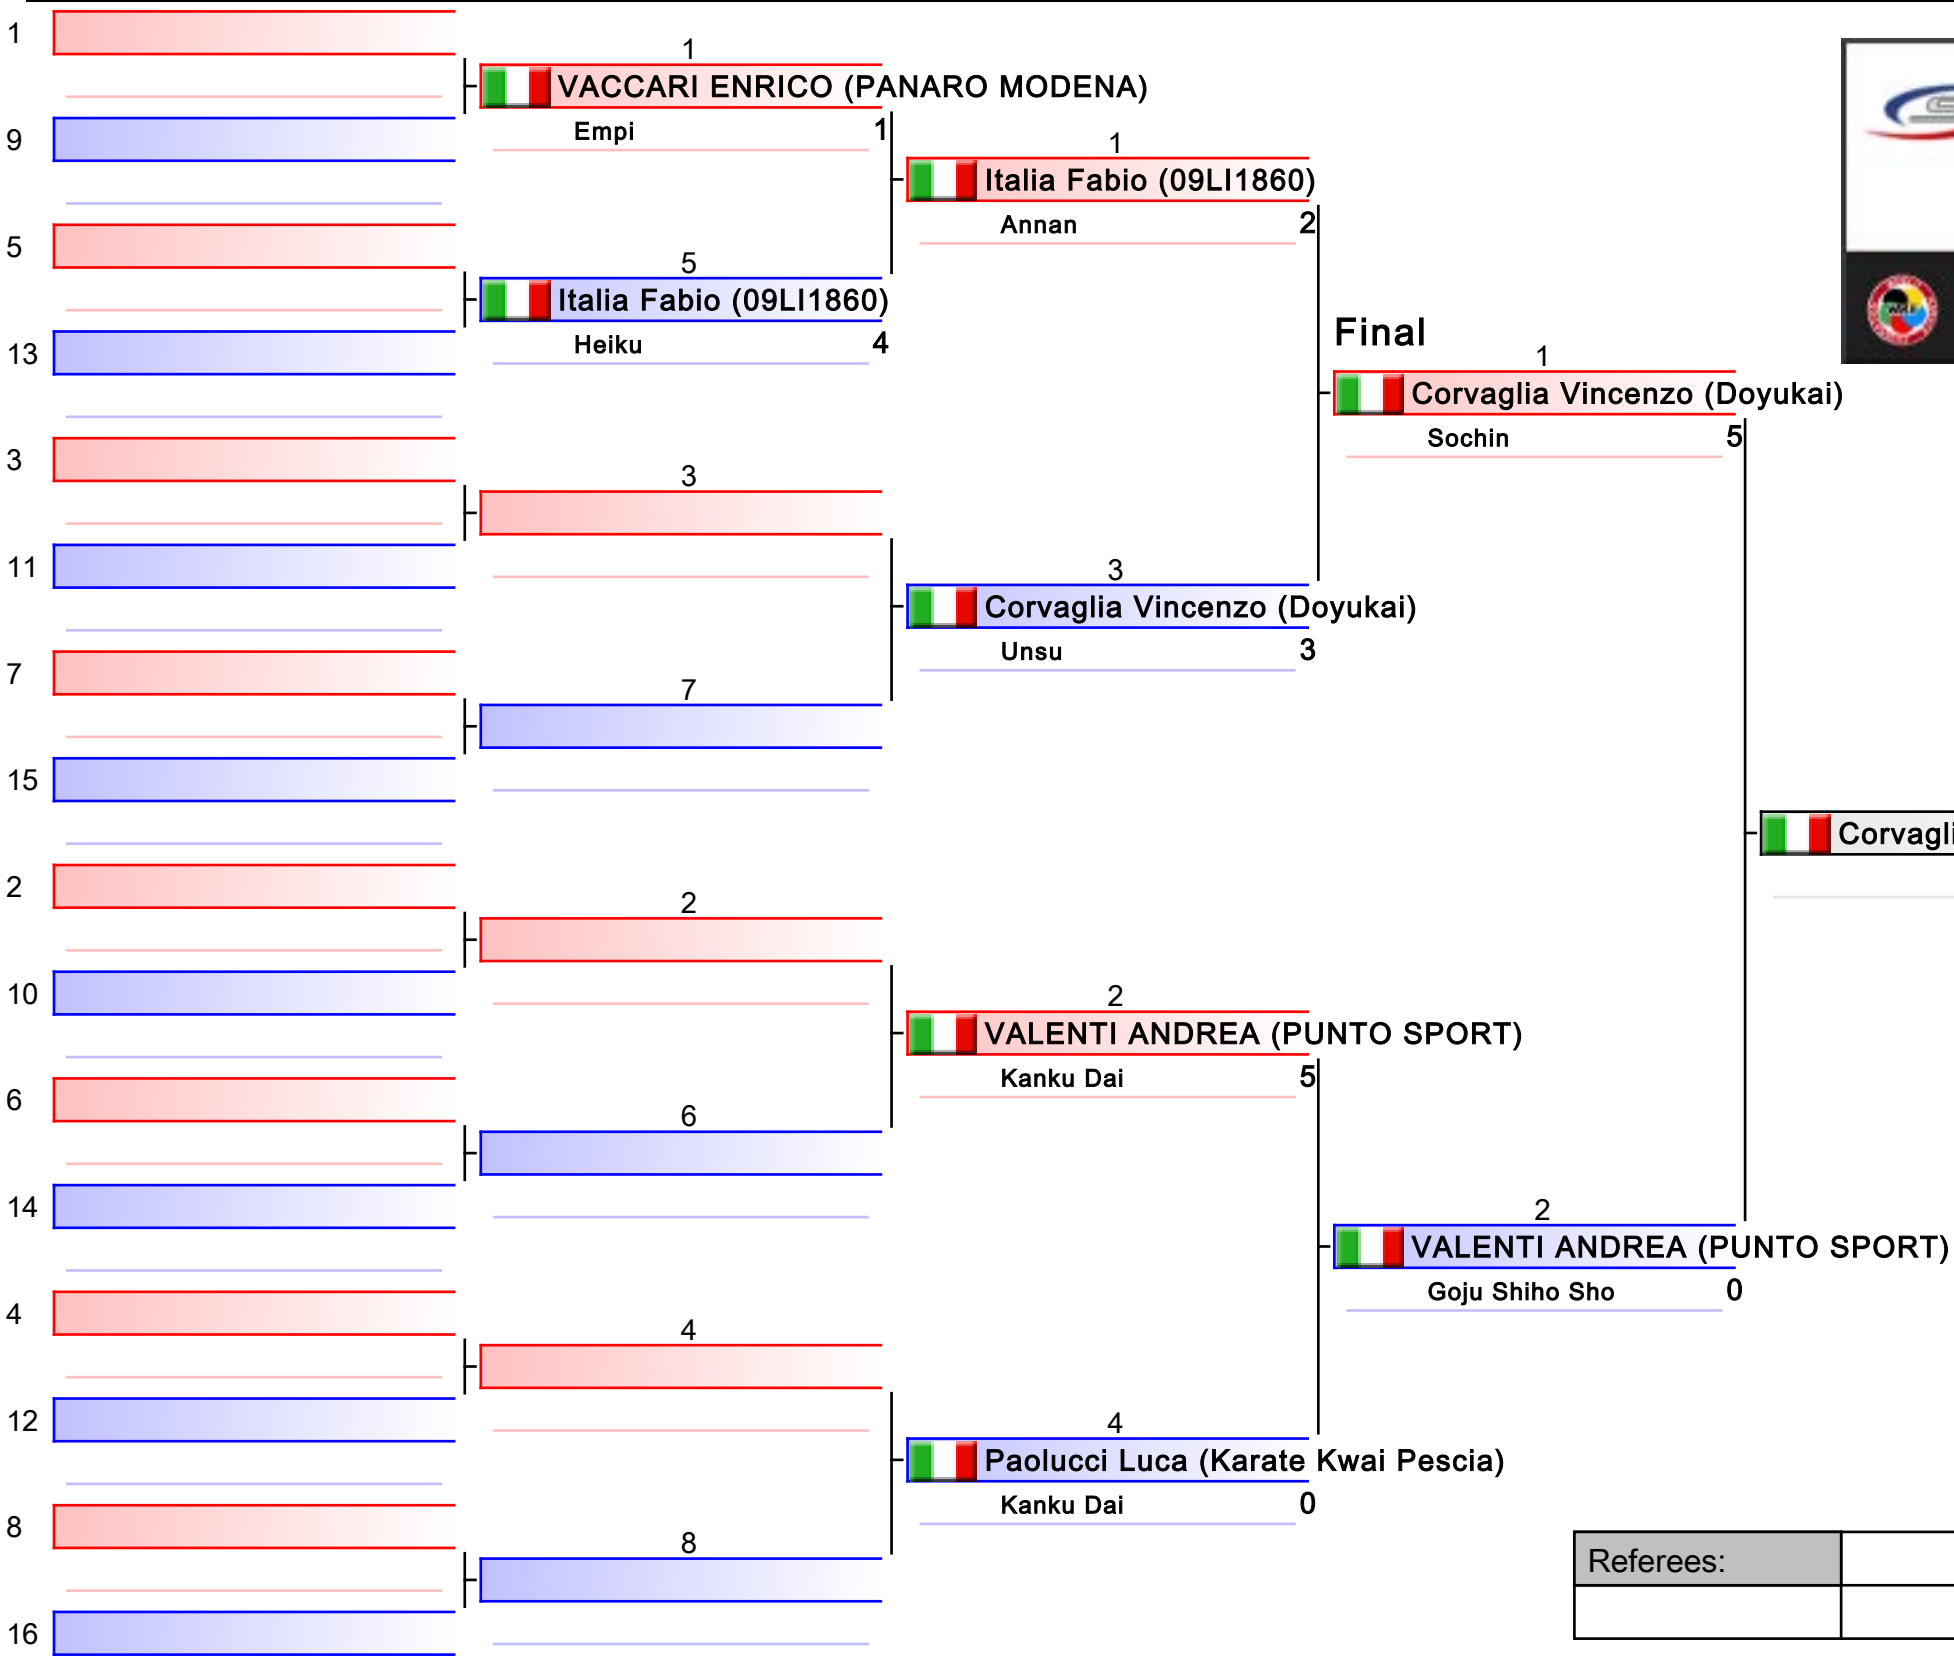 1
9
5
13
3
11
7
15
2
10
6
14
4
12
8
16
1
VACCARI ENRICO (PANARO MODENA)
Empi 1
5
Italia Fabio (09LI1860)
Heiku 4
3
7
2
6
4
8
1
Italia Fabio (09LI1860)
Annan 2
3
Corvaglia Vincenzo (Doyukai)
Unsu 3
2
VALENTI ANDREA (PUNTO SPORT)
Kanku Dai 5
4
Paolucci Luca (Karate Kwai Pescia)
Kanku Dai 0
Final
1
Corvaglia Vincenzo (Doyukai)
Sochin 5
2
VALENTI ANDREA (PUNTO SPORT)
Goju Shiho Sho 0
Corvagli
Referees: